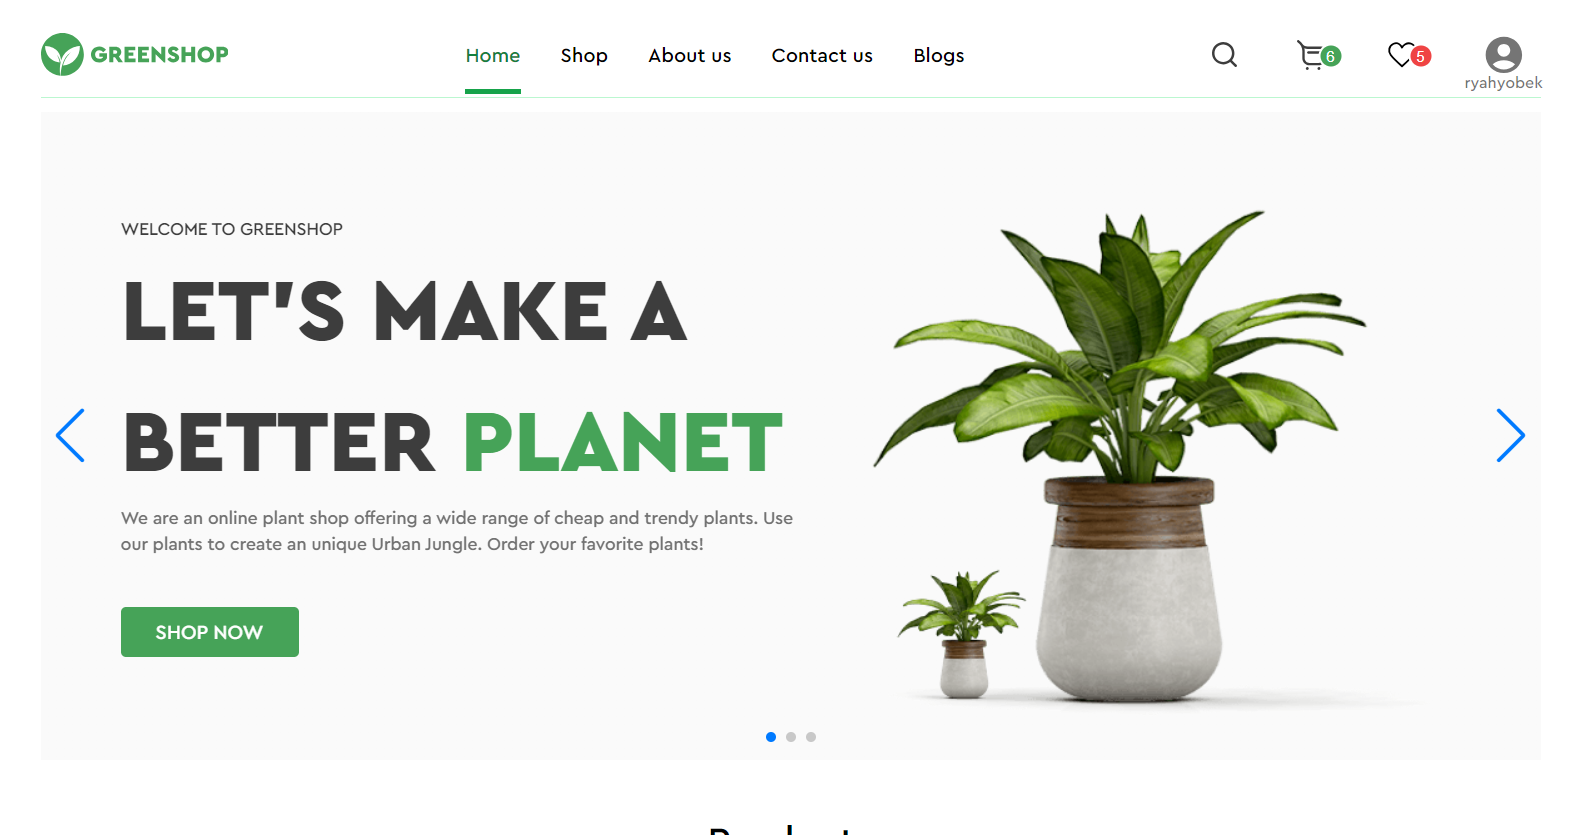 GREENSHOP
Home Shop About us Contact us Blogs
6 5
ryahyobek
WELCOME TO GREENSHOP
LET'S MAKE A
BETTER PLANET
We are an online plant shop offering a wide range of cheap and trendy plants. Use
our plants to create an unique Urban Jungle. Order your favorite plants!
SHOP NOW